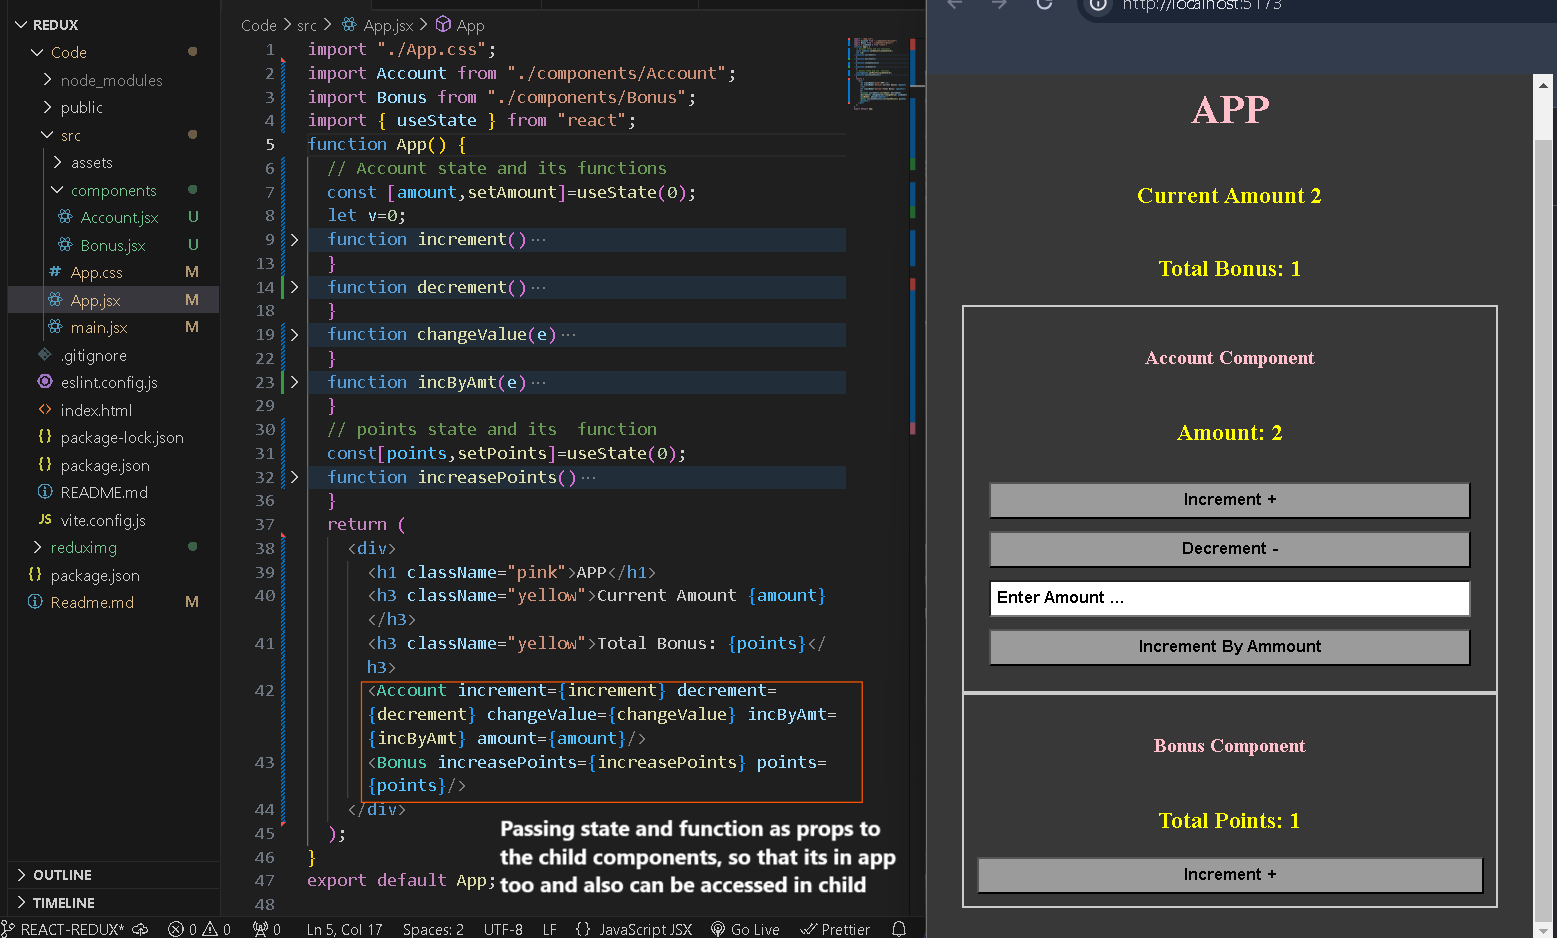 REDUX
Code
node_modules
public
src
assets
components
Account.jsx U
Bonus.jsx U
# App.css M
App.jsx M
main.jsx M
.gitignore
eslint.config.js
<> index.html
{} package-lock.json
{} package.json
README.md
JS vite.config.js
reduximg
{} package.json
Readme.md M
OUTLINE
TIMELINE
Code > src > App.jsx > App
1 import "./App.css";
2 import Account from "./components/Account";
3 import Bonus from "./components/Bonus";
4 import { useState } from "react";
5 function App() {
6 // Account state and its functions
7 const [amount,setAmount]=useState(0);
8 let v=0;
9 function increment()···
13 }
14 function decrement()···
18 }
19 function changeValue(e)···
22 }
23 function incByAmt(e)···
29 }
30 // points state and its  function
31 const[points,setPoints]=useState(0);
32 function increasePoints()···
36 }
37 return (
38 <div>
39 <h1 className="pink">APP</h1>
40 <h3 className="yellow">Current Amount {amount}
</h3>
41 <h3 className="yellow">Total Bonus: {points}</
h3>
42 <Account increment={increment} decrement=
{decrement} changeValue={changeValue} incByAmt=
{incByAmt} amount={amount}/>
43 <Bonus increasePoints={increasePoints} points=
{points}/>
44 </div>
45 );
46 }
47 export default App;
48
Passing state and function as props to
the child components, so that its in app
too and also can be accessed in child
REACT-REDUX* 0 0 0 Ln 5, Col 17 Spaces: 2 UTF-8 LF {} JavaScript JSX Go Live Prettier
http://localhost:5173
APP
Current Amount 2
Total Bonus: 1
Account Component
Amount: 2
Increment +
Decrement -
Enter Amount ...
Increment By Ammount
Bonus Component
Total Points: 1
Increment +